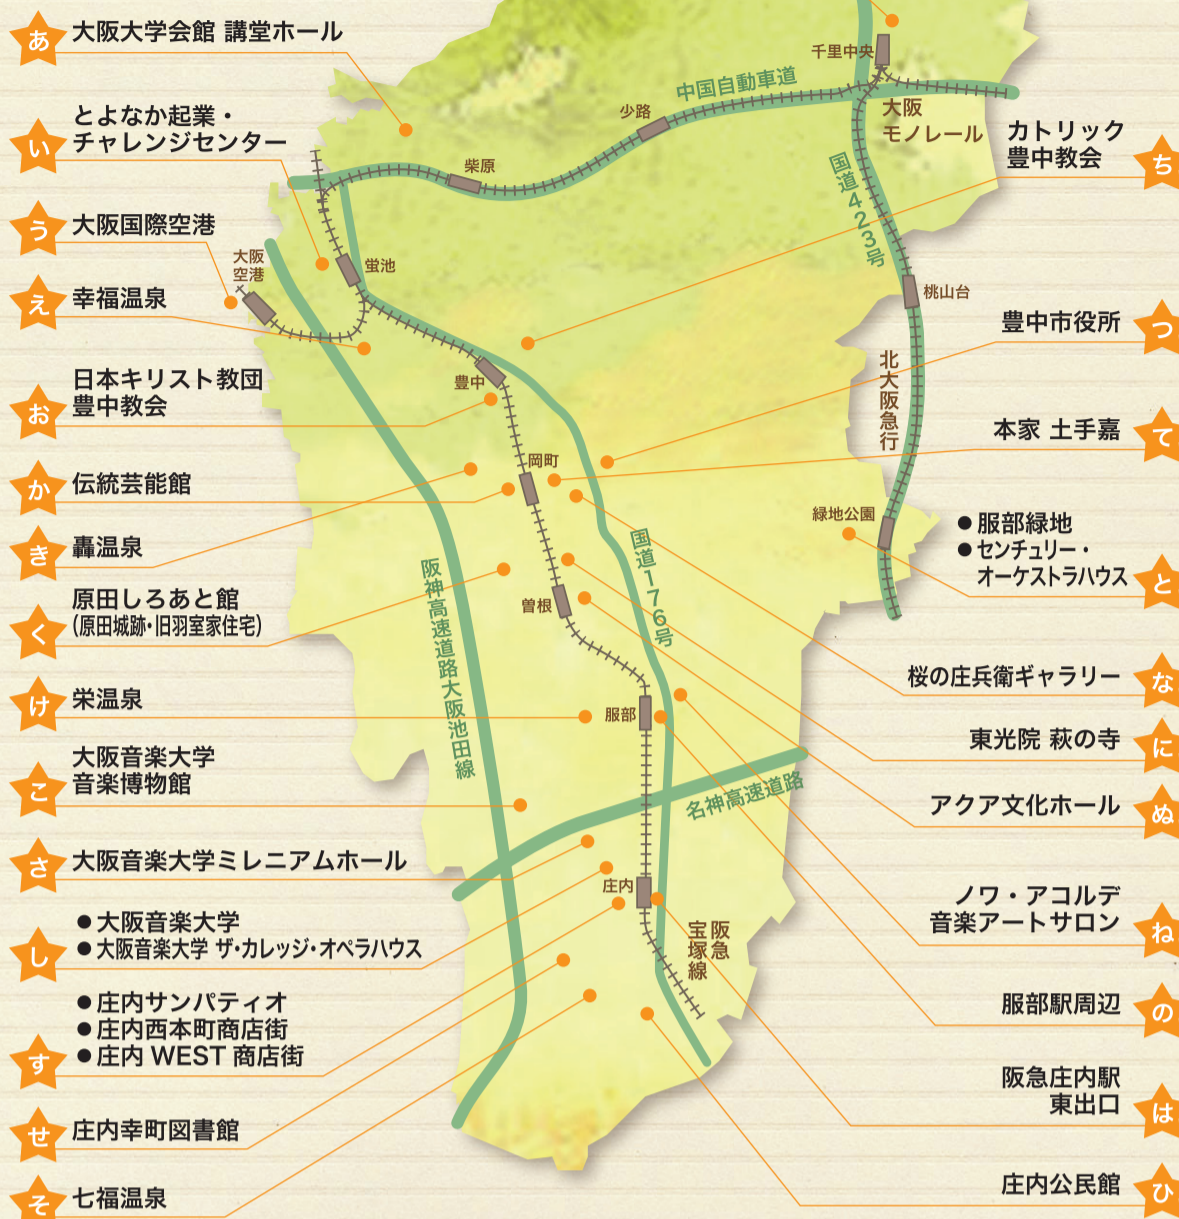 あ 大阪大学会館 講堂ホール
い とよなか起業・
チャレンジセンター
う 大阪国際空港
え 幸福温泉
お 日本キリスト教団
豊中教会
か 伝統芸能館
き 轟温泉
く 原田しろあと館
(原田城跡・旧羽室家住宅)
け 栄温泉
こ 大阪音楽大学
音楽博物館
さ 大阪音楽大学ミレニアムホール
し ●大阪音楽大学
●大阪音楽大学 ザ・カレッジ・オペラハウス
す ●庄内サンパティオ
●庄内西本町商店街
●庄内 WEST 商店街
せ 庄内幸町図書館
そ 七福温泉
千里中央
中国自動車道
少路
大阪
モノレール
柴原
国道423号
大阪
空港
蛍池
桃山台
豊中
北大阪急行
岡町
緑地公園
国道176号
阪神高速道路大阪池田線
曽根
服部
名神高速道路
庄内
阪急
宝塚線
カトリック
豊中教会 ち
豊中市役所 つ
本家 土手嘉 て
●服部緑地
●センチュリー・
オーケストラハウス と
桜の庄兵衛ギャラリー な
東光院 萩の寺 に
アクア文化ホール ぬ
ノワ・アコルデ
音楽アートサロン ね
服部駅周辺 の
阪急庄内駅
東出口 は
庄内公民館 ひ